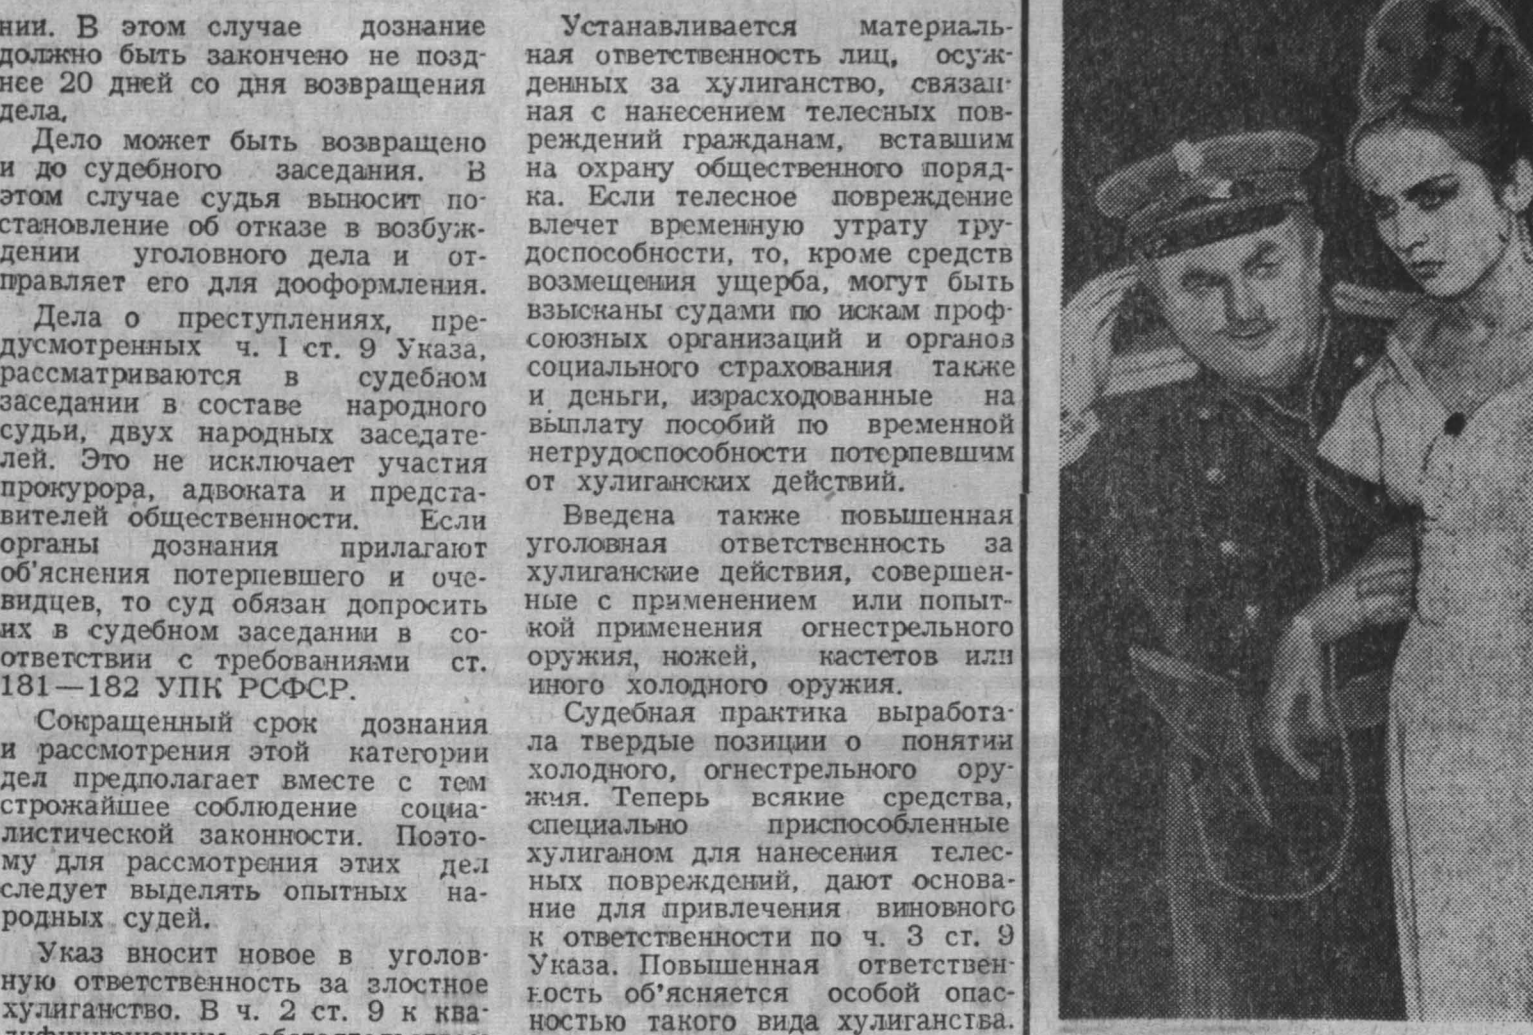 нии. В этом случае дознание
должно быть закончено не позд-
нее 20 дней со дня возвращения
дела.
Дело может быть возвращено
и до судебного заседания. В
этом случае судья выносит по-
становление об отказе в возбуж-
дении уголовного дела и от-
правляет его для дооформления.
Дела о преступлениях, пре-
дусмотренных ч. I ст. 9 Указа,
рассматриваются в судебном
заседании в составе народного
судьи, двух народных заседате-
лей. Это не исключает участия
прокурора, адвоката и предста-
вителей общественности. Если
органы дознания прилагают
об'яснения потерпевшего и оче-
видцев, то суд обязан допросить
их в судебном заседании в со-
ответствии с требованиями ст.
181—182 УПК РСФСР.
Сокращенный срок дознания
и рассмотрения этой категории
дел предполагает вместе с тем
строжайшее соблюдение социа-
листической законности. Поэто-
му для рассмотрения этих дел
следует выделять опытных на-
родных судей.
Указ вносит новое в уголов-
ную ответственность за злостное
хулиганство. В ч. 2 ст. 9 к ква-
Устанавливается материаль-
ная ответственность лиц, осуж-
денных за хулиганство, связан-
ная с нанесением телесных пов-
реждений гражданам, вставшим
на охрану общественного поряд-
ка. Если телесное повреждение
влечет временную утрату тру-
доспособности, то, кроме средств
возмещения ущерба, могут быть
взысканы судами по искам проф-
союзных организаций и органов
социального страхования также
и деньги, израсходованные на
выплату пособий по временной
нетрудоспособности потерпевшим
от хулиганских действий.
Введена также повышенная
уголовная ответственность за
хулиганские действия, совершен-
ные с применением или попыт-
кой применения огнестрельного
оружия, ножей, кастетов или
иного холодного оружия.
Судебная практика выработа-
ла твердые позиции о понятии
холодного, огнестрельного ору-
жия. Теперь всякие средства,
специально приспособленные
хулиганом для нанесения телес-
ных повреждений, дают основа-
ние для привлечения виновного
к ответственности по ч. 3 ст. 9
Указа. Повышенная ответствен-
ность об'ясняется особой опас-
ностью такого вида хулиганства.